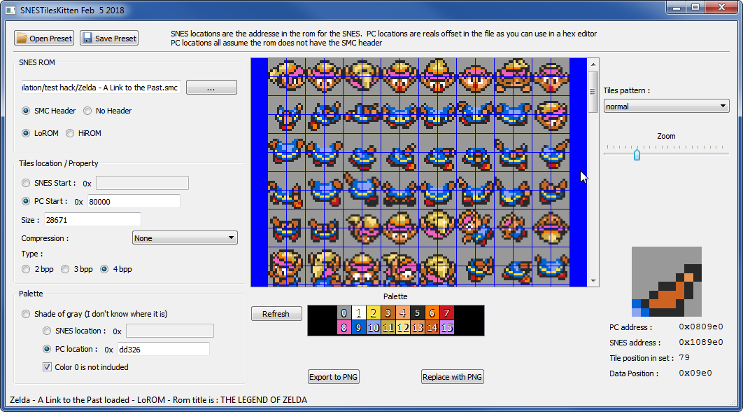 SNESTilesKitten Feb 5 2018
Open Preset
Save Preset
SNES locations are the addresse in the rom for the SNES. PC locations are reals offset in the file as you can use in a hex editor
PC locations all assume the rom does not have the SMC header
SNES ROM
ilation/test hack/Zelda - A Link to the Past.smc
...
SMC Header
No Header
LoROM
HiROM
Tiles location / Property
SNES Start : 0x
PC Start : 0x 80000
Size : 28671
Compression : None
Type :
2 bpp
3 bpp
4 bpp
Palette
Shade of gray (I don't know where it is)
SNES location : 0x
PC location : 0x dd326
Color 0 is not included
Refresh
Palette
0 1 2 3 4 5 6 7
8 9 10 11 12 13 14 15
Export to PNG
Replace with PNG
Tiles pattern :
normal
Zoom
PC address : 0x0809e0
SNES address : 0x1089e0
Tile position in set : 79
Data Position : 0x09e0
Zelda - A Link to the Past loaded - LoROM - Rom title is : THE LEGEND OF ZELDA